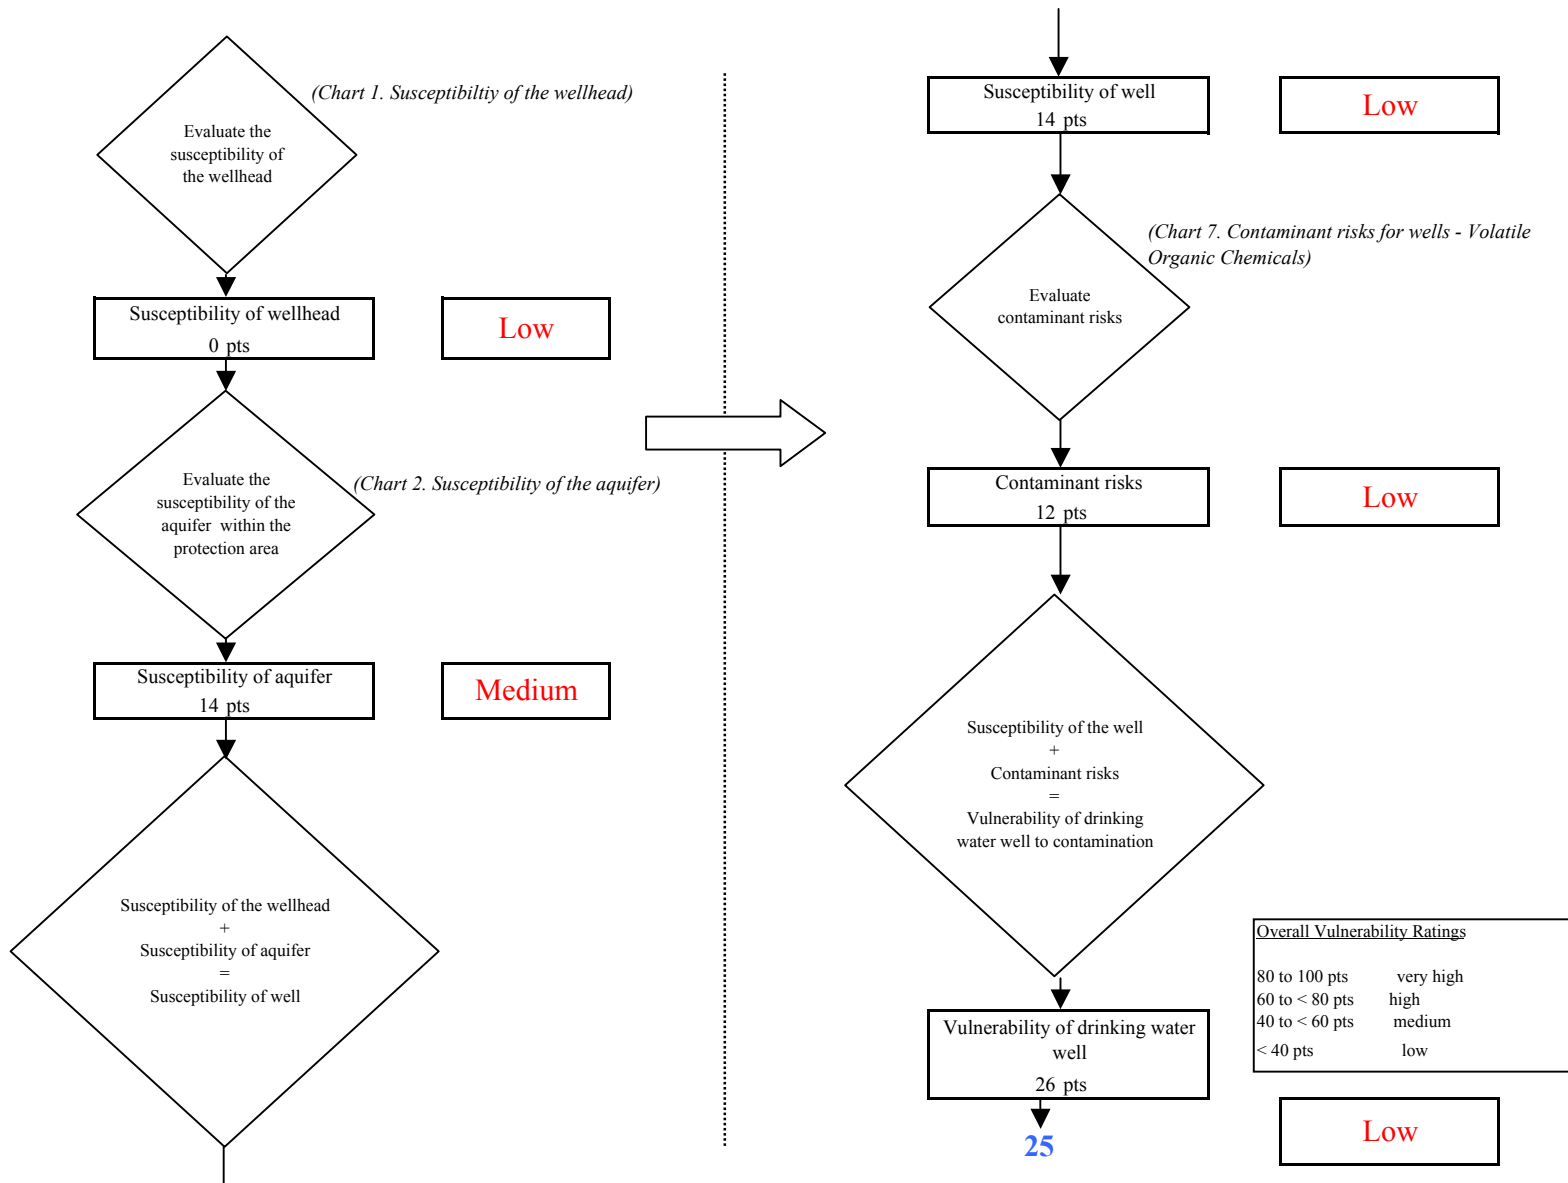 (Chart 1. Susceptibiltiy of the wellhead)
Evaluate the
susceptibility of
the wellhead
Susceptibility of wellhead
0 pts
Low
Evaluate the
susceptibility of the
aquifer within the
protection area
(Chart 2. Susceptibility of the aquifer)
Susceptibility of aquifer
14 pts
Medium
Susceptibility of the wellhead
+
Susceptibility of aquifer
=
Susceptibility of well
Susceptibility of well
14 pts
Low
(Chart 7. Contaminant risks for wells - Volatile
Organic Chemicals)
Evaluate
contaminant risks
Contaminant risks
12 pts
Low
Susceptibility of the well
+
Contaminant risks
=
Vulnerability of drinking
water well to contamination
Overall Vulnerability Ratings
80 to 100 pts very high
60 to < 80 pts high
40 to < 60 pts medium
< 40 pts low
Vulnerability of drinking water
well
26 pts
25
Low